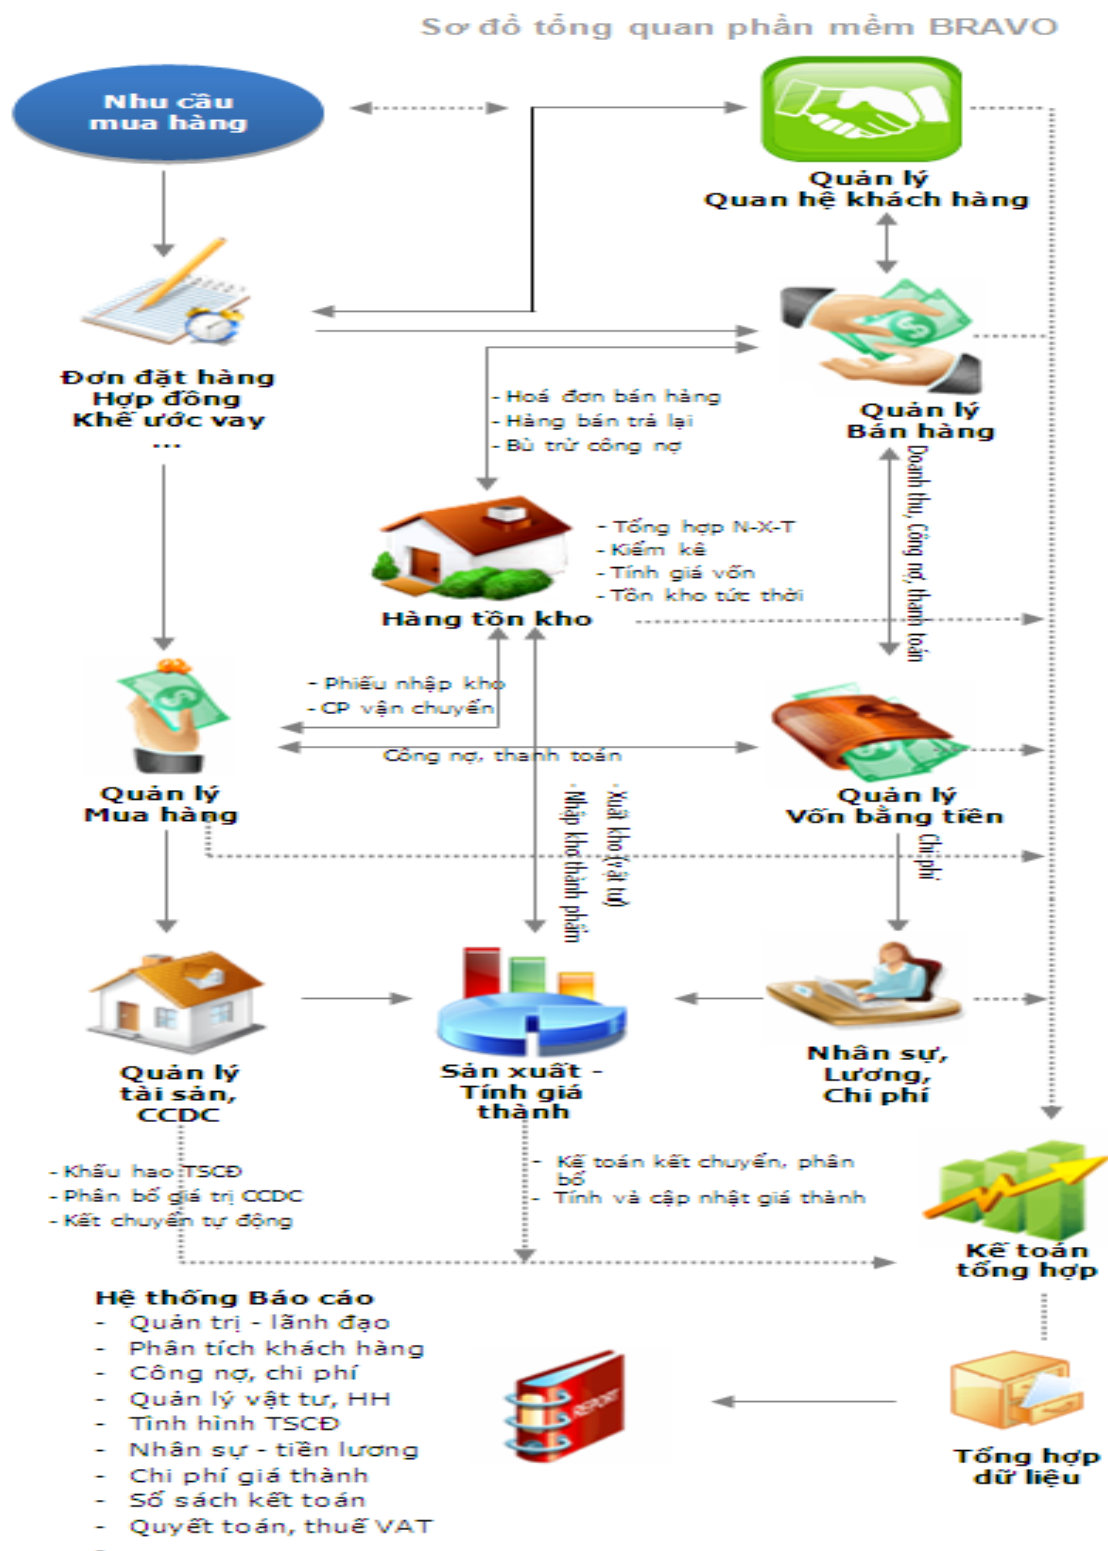 Sơ đồ tổng quan phần mềm BRAVO
Nhu cầu
mua hàng
Quản lý
Quan hệ khách hàng
Đơn đặt hàng
Hợp đồng
Khế ước vay
...
- Hoá đơn bán hàng
- Hàng bán trả lại
- Bù trừ công nợ
Quản lý
Bán hàng
Doanh thu, Công nợ, thanh toán
- Tổng hợp N-X-T
- Kiểm kê
- Tính giá vốn
- Tồn kho tức thời
Hàng tồn kho
- Phiếu nhập kho
- CP vận chuyển
Công nợ, thanh toán
Quản lý
Mua hàng
Quản lý
Vốn bằng tiền
- Xuất kho (vật tư)
- Nhập kho thành phẩm
Chi phí
Quản lý
tài sản,
CCDC
Sản xuất -
Tính giá
thành
Nhân sự,
Lương,
Chi phí
- Khấu hao TSCĐ
- Phân bổ giá trị CCDC
- Kết chuyển tự động
- Kế toán kết chuyển, phân
bổ
- Tính và cập nhật giá thành
Kế toán
tổng hợp
Hệ thống Báo cáo
- Quản trị - lãnh đạo
- Phân tích khách hàng
- Công nợ, chi phí
- Quản lý vật tư, HH
- Tình hình TSCĐ
- Nhân sự - tiền lương
- Chi phí giá thành
- Sổ sách kết toán
- Quyết toán, thuế VAT
-
REPORT
Tổng hợp
dữ liệu